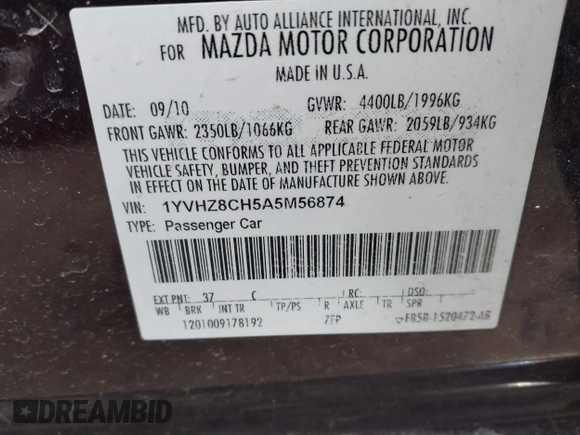 MFD. BY AUTO ALLIANCE INTERNATIONAL, INC.
FOR MAZDA MOTOR CORPORATION
MADE IN U.S.A.
DATE: 09/10 GVWR: 4400LB/1996KG
FRONT GAWR: 2350LB/1066KG REAR GAWR: 2059LB/934KG
THIS VEHICLE CONFORMS TO ALL APPLICABLE FEDERAL MOTOR
VEHICLE SAFETY, BUMPER, AND THEFT PREVENTION STANDARDS
IN EFFECT ON THE DATE OF MANUFACTURE SHOWN ABOVE.
VIN: 1YVHZ8CH5A5M56874
TYPE: Passenger Car
EXT PNT: 37 C RC: DSO:
WB BRK INT TR TP/PS R AXLE TR SPR
1201009178192 7FP
DREAMBID